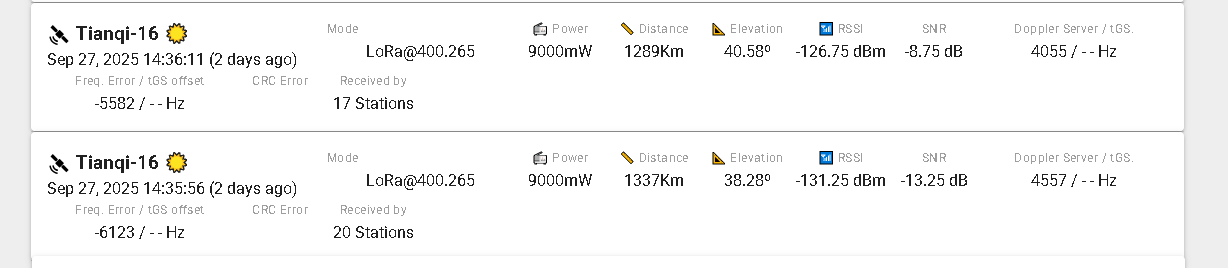 Tianqi-16 Mode Power Distance Elevation RSSI SNR Doppler Server / tGS.
Sep 27, 2025 14:36:11 (2 days ago) LoRa@400.265 9000mW 1289Km 40.58º -126.75 dBm -8.75 dB 4055 / -- Hz
Freq. Error / tGS offset CRC Error Received by
-5582 / -- Hz 17 Stations
Tianqi-16 Mode Power Distance Elevation RSSI SNR Doppler Server / tGS.
Sep 27, 2025 14:35:56 (2 days ago) LoRa@400.265 9000mW 1337Km 38.28º -131.25 dBm -13.25 dB 4557 / -- Hz
Freq. Error / tGS offset CRC Error Received by
-6123 / -- Hz 20 Stations